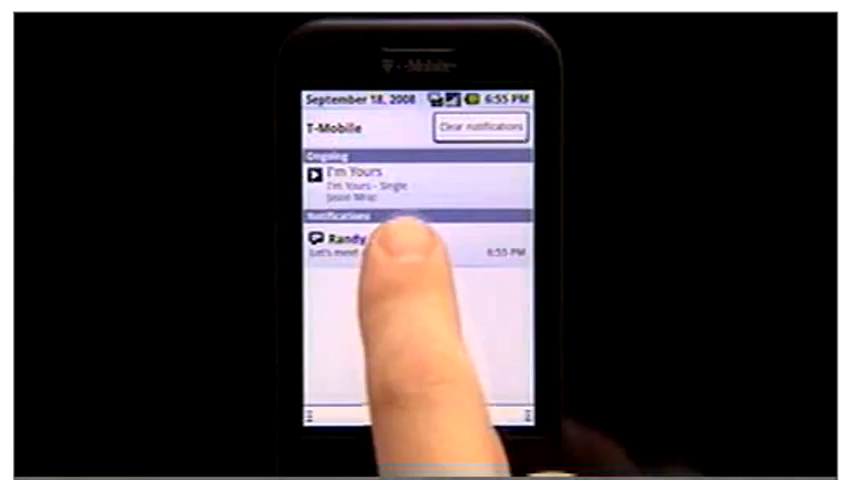 T-Mobile
September 18, 2008 6:55 PM
T-Mobile
Clear notifications
Ongoing
I'm Yours
I'm Yours - Single
Jason Mraz
Notifications
Randy
Let's meet
6:55 PM